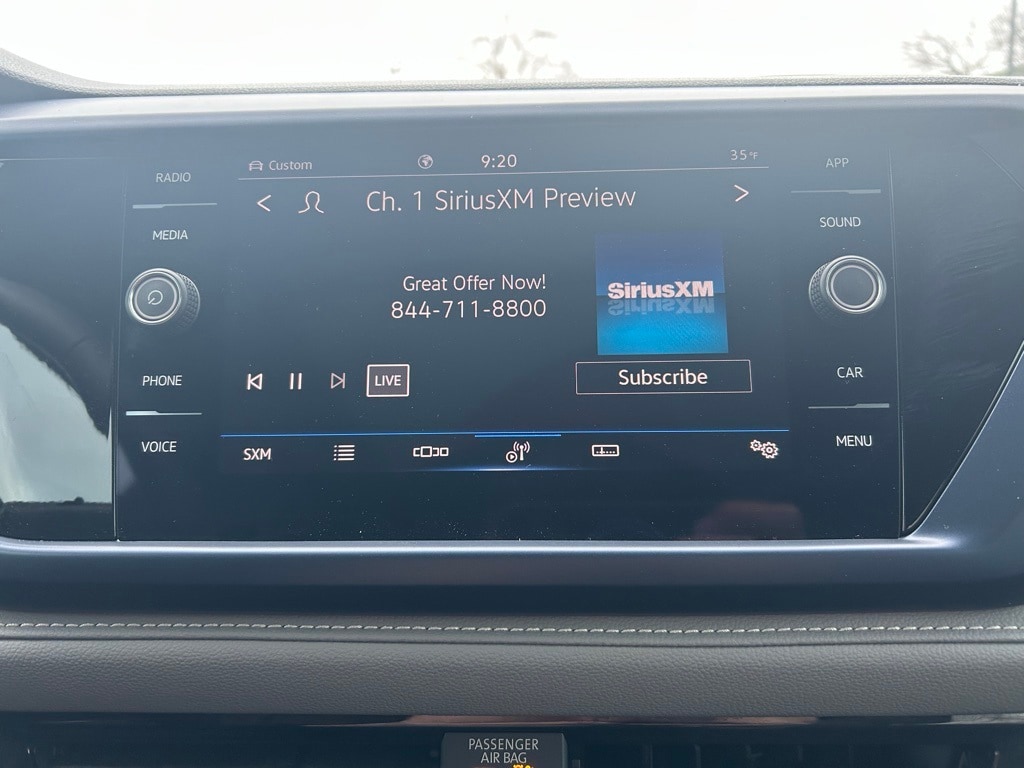 RADIO
MEDIA
PHONE
VOICE
Custom 9:20 35°F
Ch. 1 SiriusXM Preview
Great Offer Now!
844-711-8800
SiriusXM
LIVE
Subscribe
SXM
APP
SOUND
CAR
MENU
PASSENGER
AIR BAG